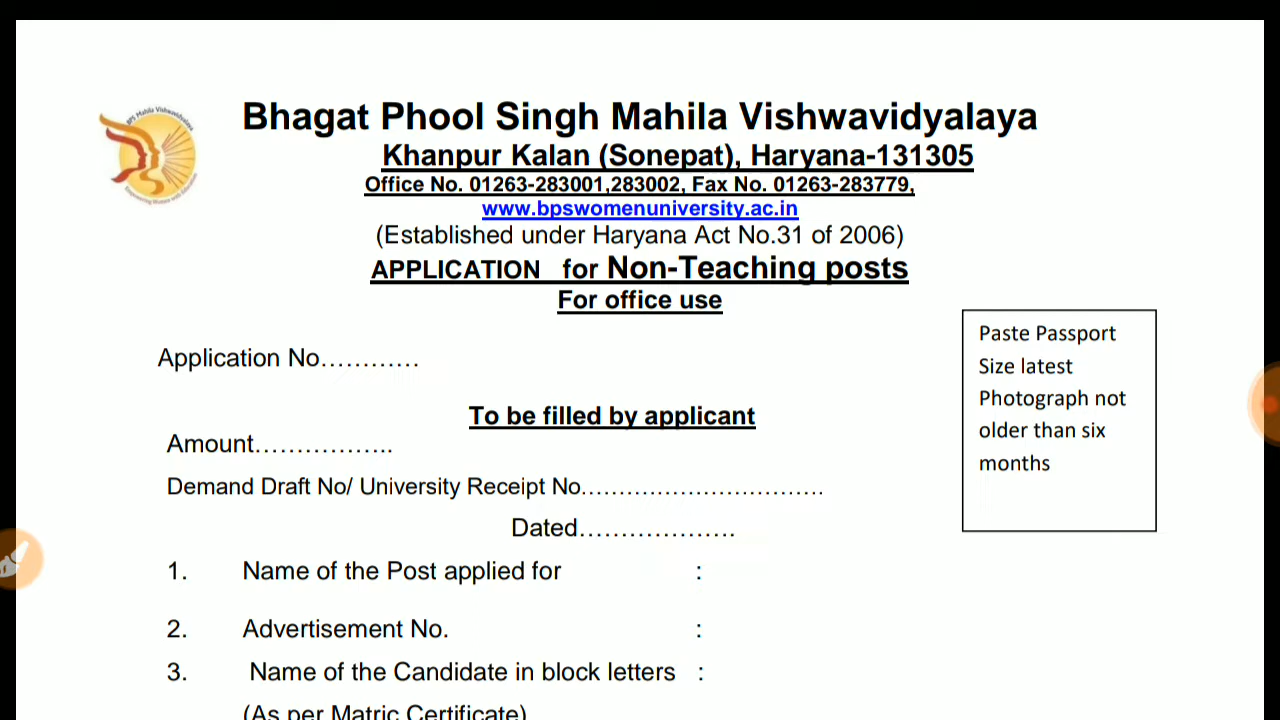 BPS Mahila Vishwavidyalaya
Bhagat Phool Singh Mahila Vishwavidyalaya
Khanpur Kalan (Sonepat), Haryana-131305
Office No. 01263-283001,283002, Fax No. 01263-283779,
www.bpswomenuniversity.ac.in
(Established under Haryana Act No.31 of 2006)
APPLICATION for Non-Teaching posts
For office use
Paste Passport
Size latest
Photograph not
older than six
months
Application No............
To be filled by applicant
Amount.................
Demand Draft No/ University Receipt No................................
Dated...................
1. Name of the Post applied for :
2. Advertisement No. :
3. Name of the Candidate in block letters :
(As per Matric Certificate)